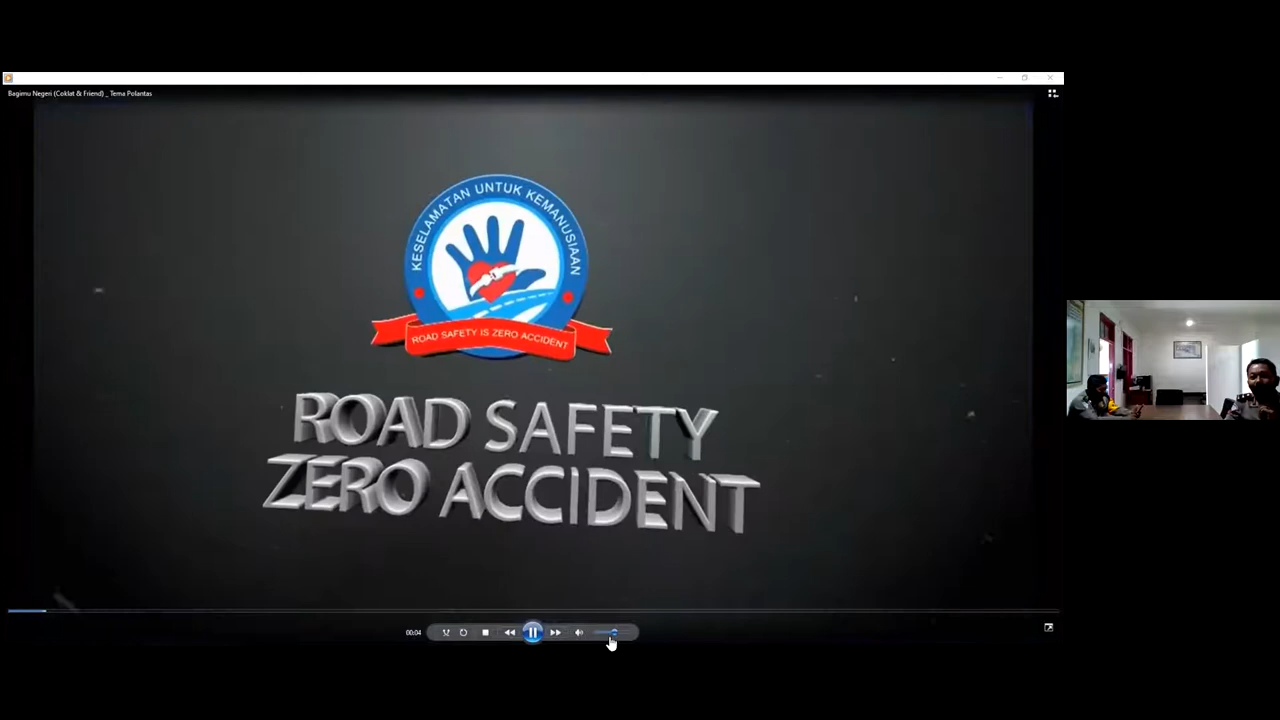 Bagimu Negeri (Coklat & Friend) _ Tema Polantas
KESELAMATAN UNTUK KEMANUSIAAN
ROAD SAFETY IS ZERO ACCIDENT
ROAD SAFETY
ZERO ACCIDENT
00:04